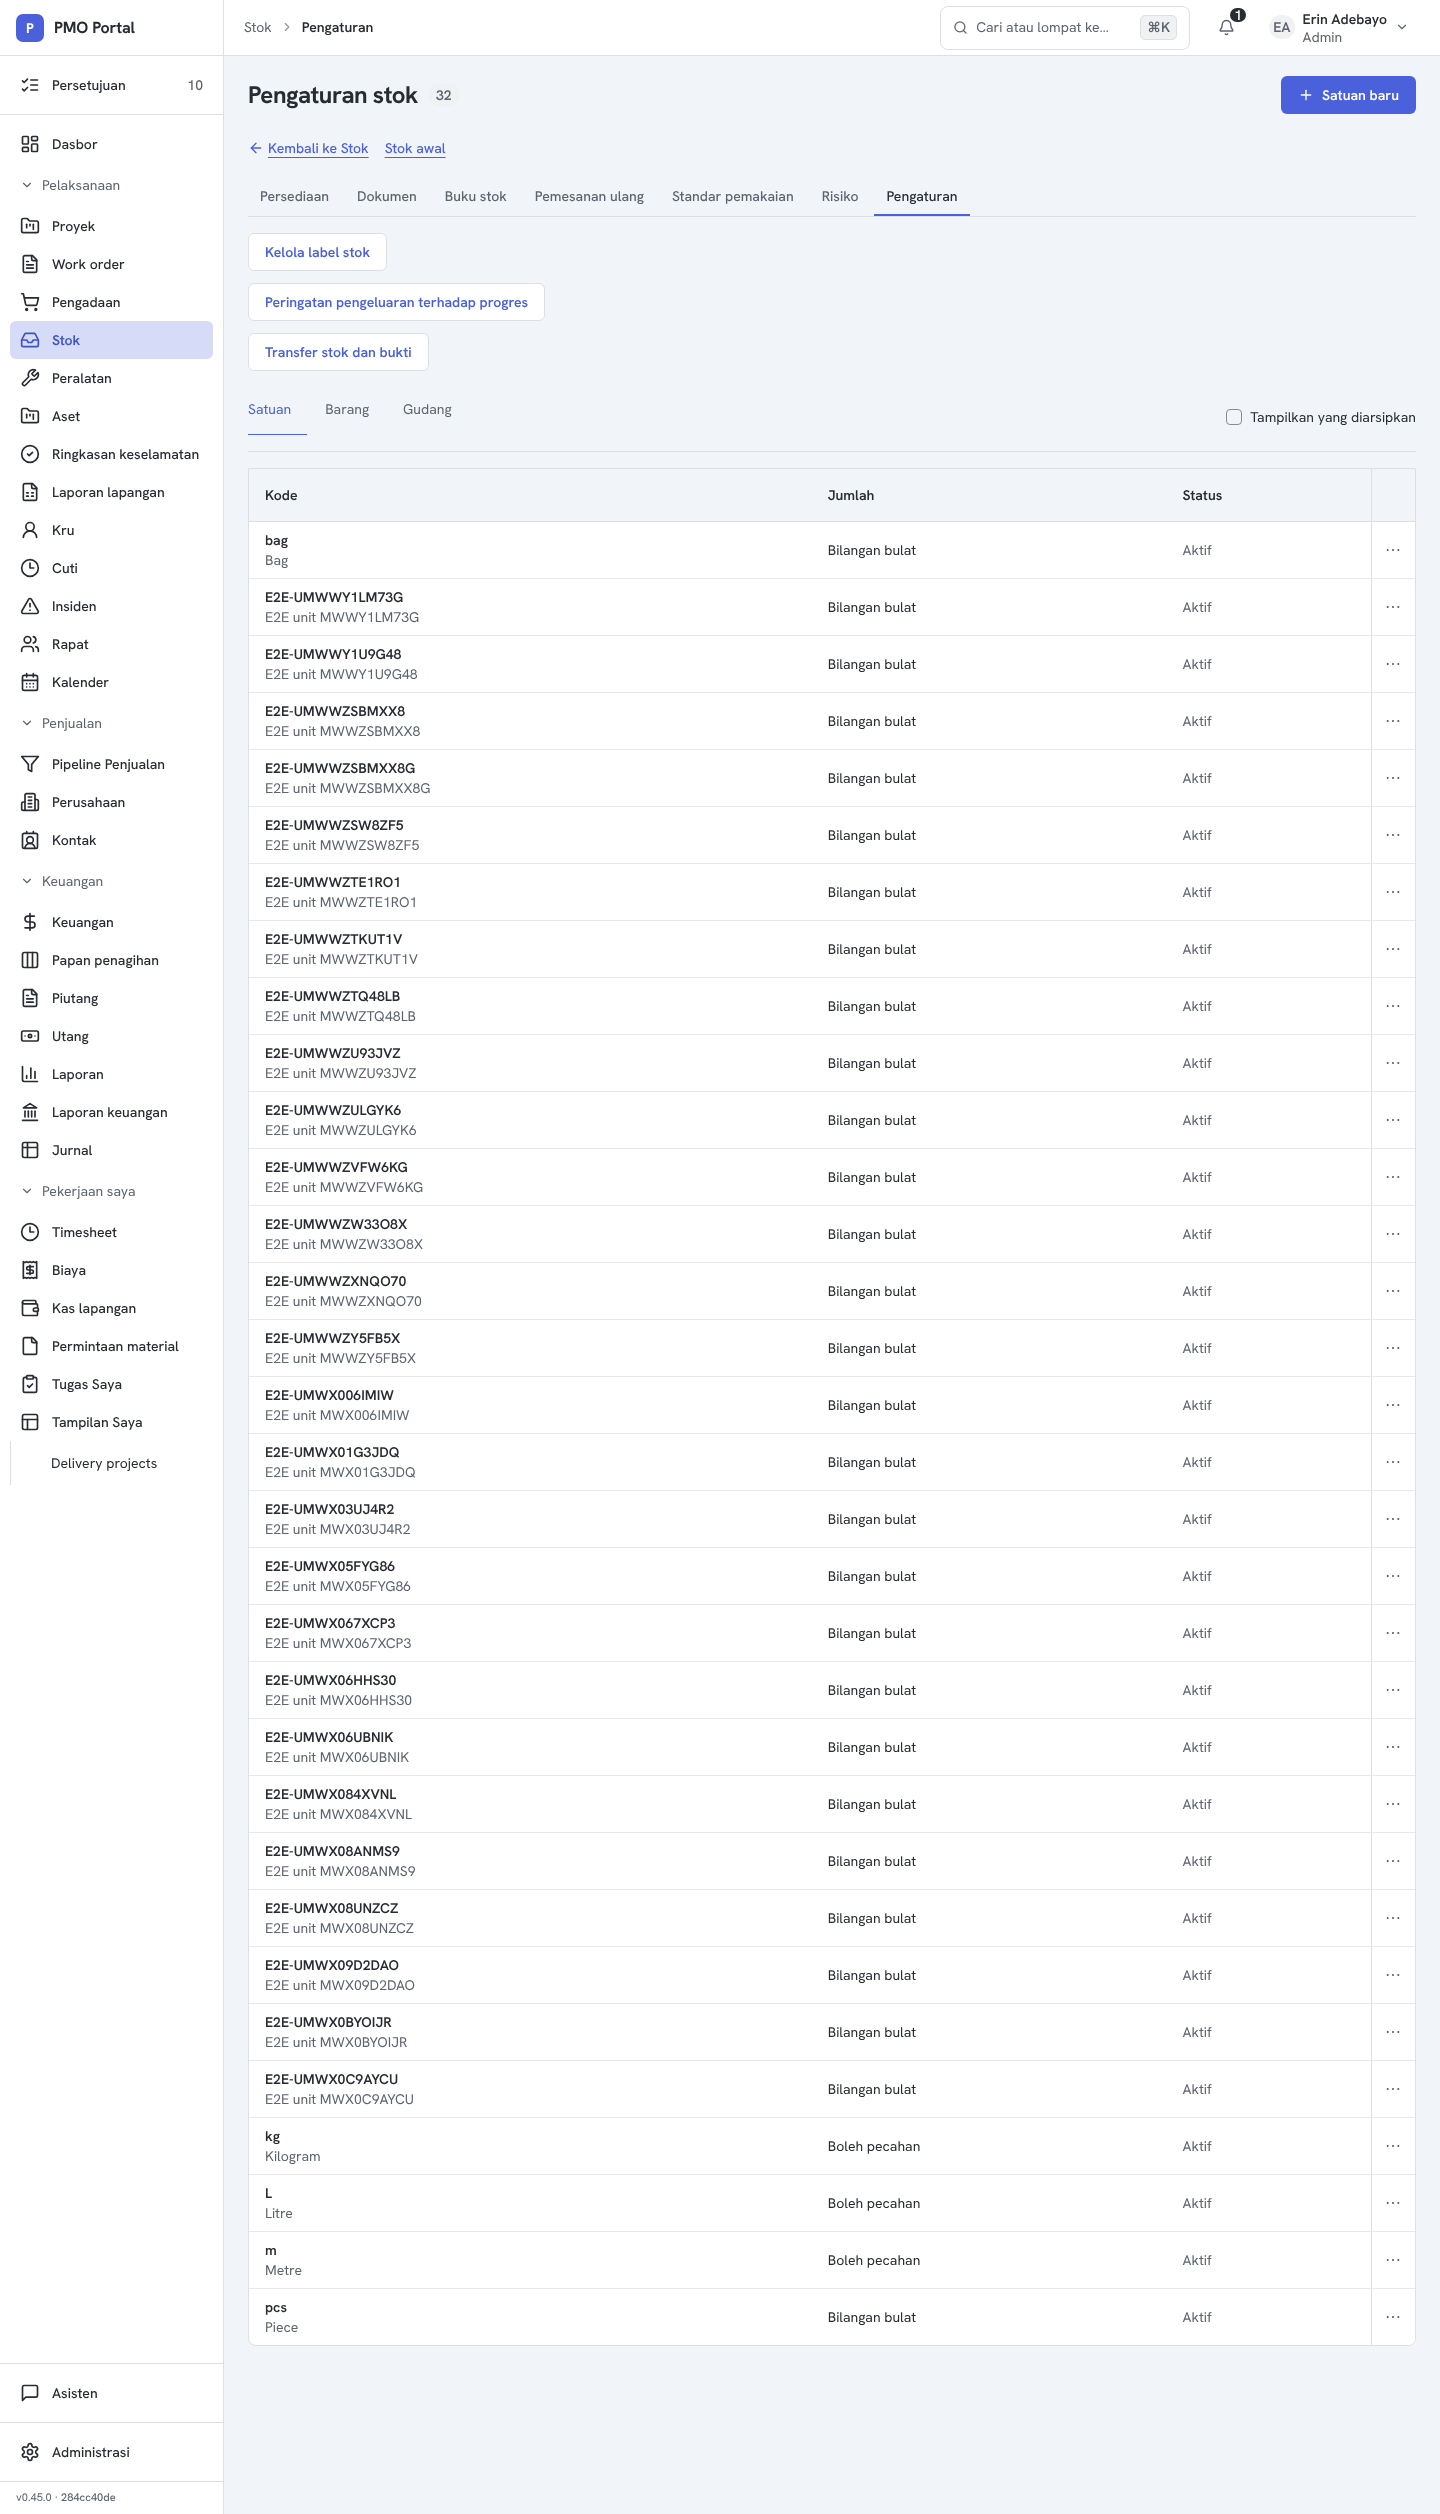 P PMO Portal
Stok > Pengaturan
Cari atau lompat ke... ⌘K
1
EA Erin Adebayo
Admin
Persetujuan 10
Dasbor
Pelaksanaan
Proyek
Work order
Pengadaan
Stok
Peralatan
Aset
Ringkasan keselamatan
Laporan lapangan
Kru
Cuti
Insiden
Rapat
Kalender
Penjualan
Pipeline Penjualan
Perusahaan
Kontak
Keuangan
Keuangan
Papan penagihan
Piutang
Utang
Laporan
Laporan keuangan
Jurnal
Pekerjaan saya
Timesheet
Biaya
Kas lapangan
Permintaan material
Tugas Saya
Tampilan Saya
Delivery projects
Asisten
Administrasi
v0.45.0 · 284cc40de
Pengaturan stok 32
+ Satuan baru
← Kembali ke Stok Stok awal
Persediaan Dokumen Buku stok Pemesanan ulang Standar pemakaian Risiko Pengaturan
Kelola label stok
Peringatan pengeluaran terhadap progres
Transfer stok dan bukti
Satuan Barang Gudang
Tampilkan yang diarsipkan
Kode Jumlah Status
bag
Bag
Bilangan bulat Aktif ...
E2E-UMWWY1LM73G
E2E unit MWWY1LM73G
Bilangan bulat Aktif ...
E2E-UMWWY1U9G48
E2E unit MWWY1U9G48
Bilangan bulat Aktif ...
E2E-UMWWZSBMXX8
E2E unit MWWZSBMXX8
Bilangan bulat Aktif ...
E2E-UMWWZSBMXX8G
E2E unit MWWZSBMXX8G
Bilangan bulat Aktif ...
E2E-UMWWZSW8ZF5
E2E unit MWWZSW8ZF5
Bilangan bulat Aktif ...
E2E-UMWWZTE1RO1
E2E unit MWWZTE1RO1
Bilangan bulat Aktif ...
E2E-UMWWZTKUT1V
E2E unit MWWZTKUT1V
Bilangan bulat Aktif ...
E2E-UMWWZTQ48LB
E2E unit MWWZTQ48LB
Bilangan bulat Aktif ...
E2E-UMWWZU93JVZ
E2E unit MWWZU93JVZ
Bilangan bulat Aktif ...
E2E-UMWWZULGYK6
E2E unit MWWZULGYK6
Bilangan bulat Aktif ...
E2E-UMWWZVFW6KG
E2E unit MWWZVFW6KG
Bilangan bulat Aktif ...
E2E-UMWWZW33O8X
E2E unit MWWZW33O8X
Bilangan bulat Aktif ...
E2E-UMWWZXNQO70
E2E unit MWWZXNQO70
Bilangan bulat Aktif ...
E2E-UMWWZY5FB5X
E2E unit MWWZY5FB5X
Bilangan bulat Aktif ...
E2E-UMWX006IMIW
E2E unit MWX006IMIW
Bilangan bulat Aktif ...
E2E-UMWX01G3JDQ
E2E unit MWX01G3JDQ
Bilangan bulat Aktif ...
E2E-UMWX03UJ4R2
E2E unit MWX03UJ4R2
Bilangan bulat Aktif ...
E2E-UMWX05FYG86
E2E unit MWX05FYG86
Bilangan bulat Aktif ...
E2E-UMWX067XCP3
E2E unit MWX067XCP3
Bilangan bulat Aktif ...
E2E-UMWX06HHS30
E2E unit MWX06HHS30
Bilangan bulat Aktif ...
E2E-UMWX06UBNIK
E2E unit MWX06UBNIK
Bilangan bulat Aktif ...
E2E-UMWX084XVNL
E2E unit MWX084XVNL
Bilangan bulat Aktif ...
E2E-UMWX08ANMS9
E2E unit MWX08ANMS9
Bilangan bulat Aktif ...
E2E-UMWX08UNZCZ
E2E unit MWX08UNZCZ
Bilangan bulat Aktif ...
E2E-UMWX09D2DAO
E2E unit MWX09D2DAO
Bilangan bulat Aktif ...
E2E-UMWX0BYOIJR
E2E unit MWX0BYOIJR
Bilangan bulat Aktif ...
E2E-UMWX0C9AYCU
E2E unit MWX0C9AYCU
Bilangan bulat Aktif ...
kg
Kilogram
Boleh pecahan Aktif ...
L
Litre
Boleh pecahan Aktif ...
m
Metre
Boleh pecahan Aktif ...
pcs
Piece
Bilangan bulat Aktif ...